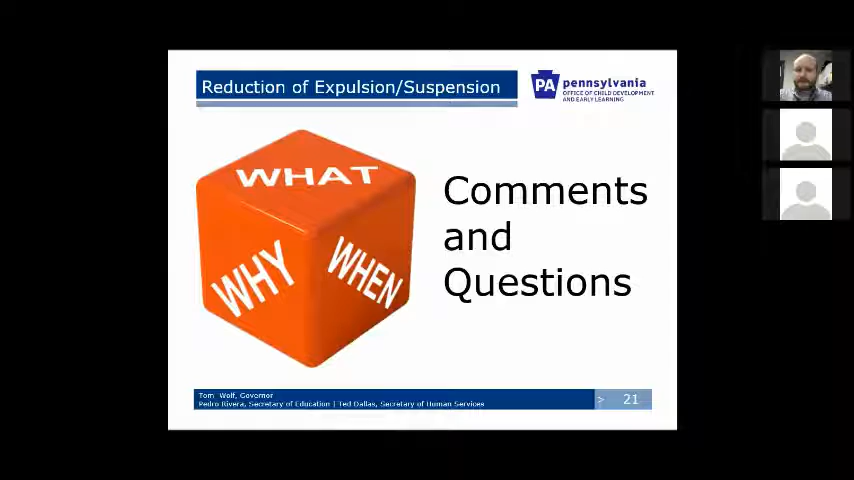 Reduction of Expulsion/Suspension
PA pennsylvania
OFFICE OF CHILD DEVELOPMENT
AND EARLY LEARNING
WHAT
WHY
WHEN
Comments
and
Questions
Tom Wolf, Governor
Pedro Rivera, Secretary of Education | Ted Dallas, Secretary of Human Services
> 21